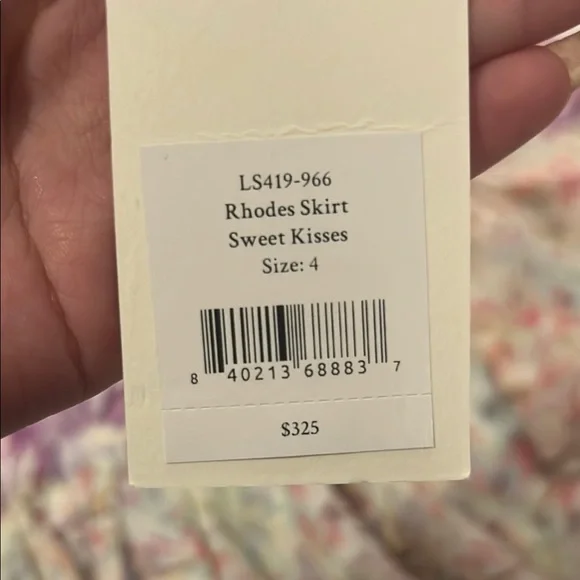 LS419-966
Rhodes Skirt
Sweet Kisses
Size: 4
8 40213 68883 7
$325